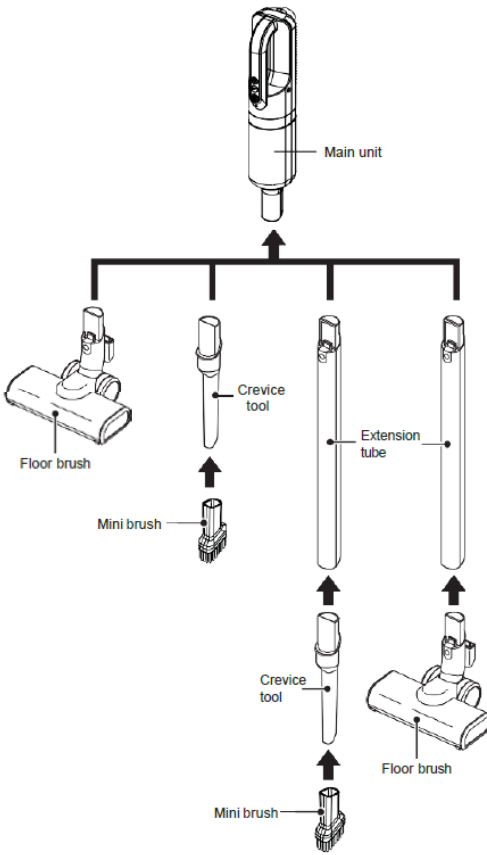 Main unit
Crevice
tool
Floor brush
Extension
tube
Mini brush
Crevice
tool
Floor brush
Mini brush